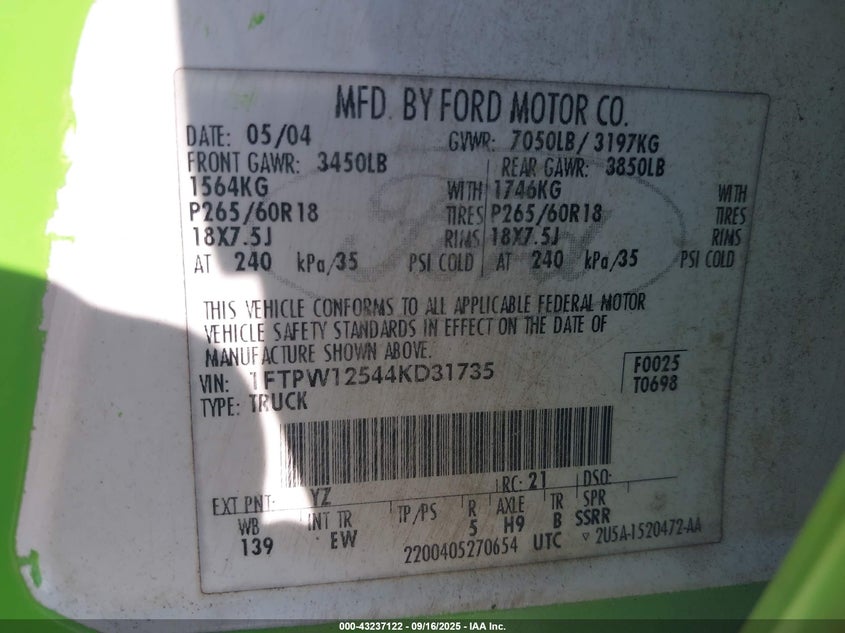 MFD. BY FORD MOTOR CO.
DATE: 05/04 GVWR: 7050LB/ 3197KG
FRONT GAWR: 3450LB REAR GAWR: 3850LB
1564KG WITH 1746KG WITH
P265/60R18 TIRES P265/60R18 TIRES
18X7.5J RIMS 18X7.5J RIMS
AT 240 kPa/35 PSI COLD AT 240 kPa/35 PSI COLD
Ford
THIS VEHICLE CONFORMS TO ALL APPLICABLE FEDERAL MOTOR
VEHICLE SAFETY STANDARDS IN EFFECT ON THE DATE OF
MANUFACTURE SHOWN ABOVE.
VIN: 1FTPW12544KD31735
F0025
TYPE: TRUCK
T0698
RC: 21 DSO:
EXT PNT: YZ
WB INT TR TP/PS R AXLE TR SPR
139 EW 5 H9 B SSRR
2200405270654 UTC ▽ 2U5A-1520472-AA
000-43237122 - 09/16/2025 - IAA Inc.